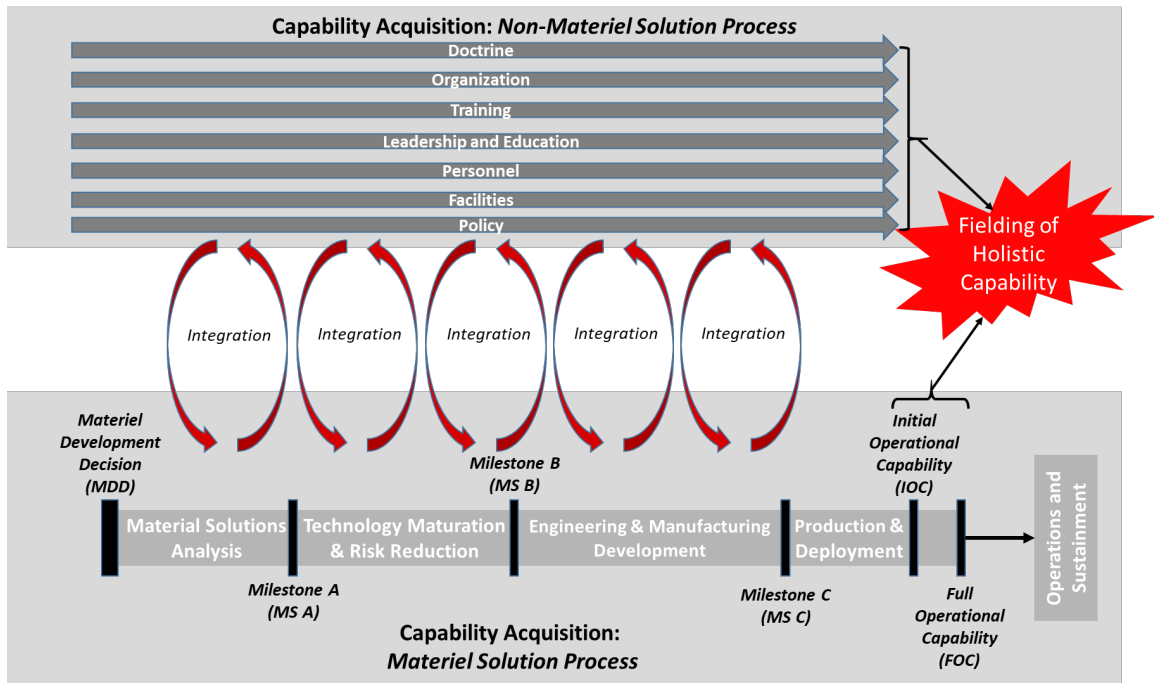 Capability Acquisition: Non-Materiel Solution Process
Doctrine
Organization
Training
Leadership and Education
Personnel
Facilities
Policy
Fielding of
Holistic
Capability
Integration
Integration
Integration
Integration
Integration
Materiel
Development
Decision
(MDD)
Milestone B
(MS B)
Initial
Operational
Capability
(IOC)
Material Solutions
Analysis
Technology Maturation
& Risk Reduction
Engineering & Manufacturing
Development
Production &
Deployment
Operations and
Sustainment
Milestone A
(MS A)
Milestone C
(MS C)
Full
Operational
Capability
(FOC)
Capability Acquisition:
Materiel Solution Process